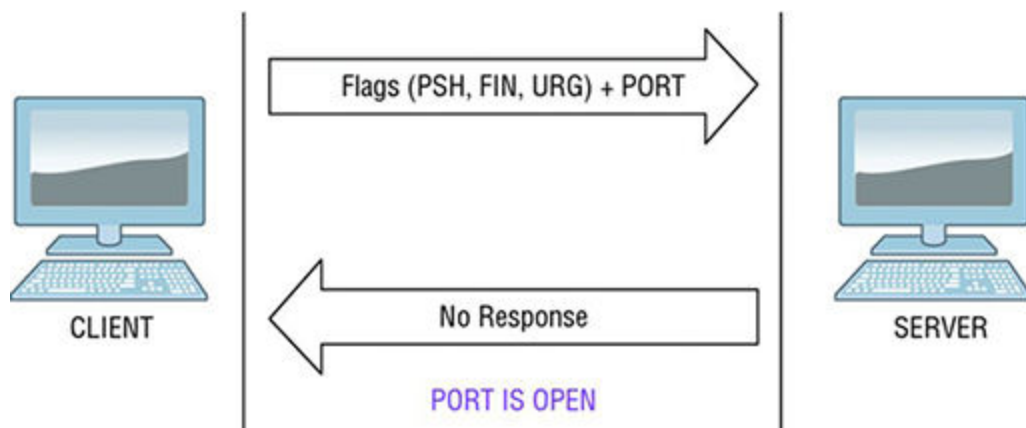 Flags (PSH, FIN, URG) + PORT
CLIENT
No Response
SERVER
PORT IS OPEN